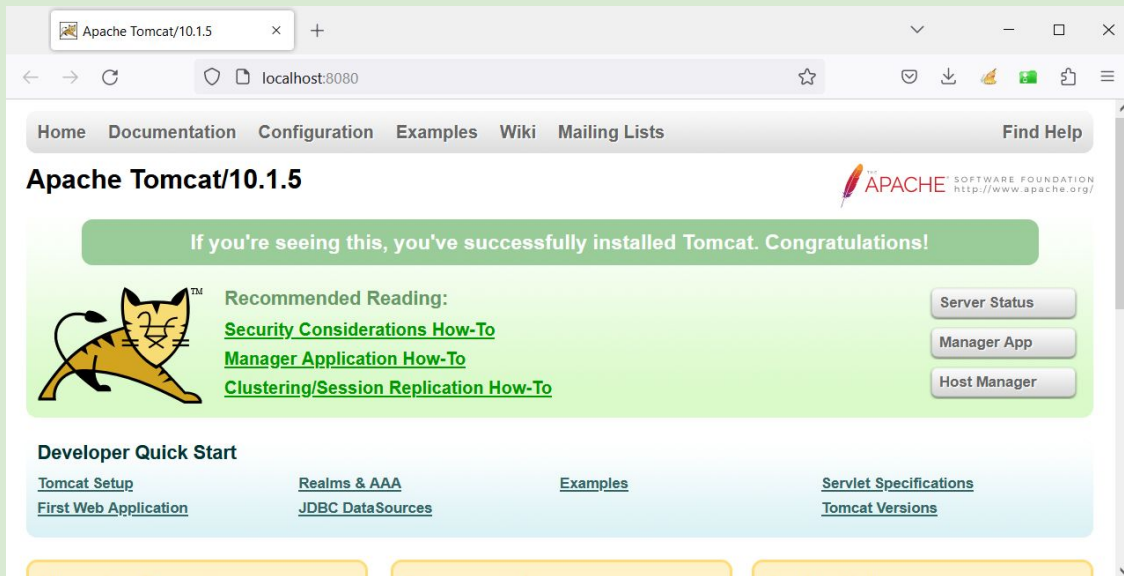 Apache Tomcat/10.1.5
localhost:8080
Home Documentation Configuration Examples Wiki Mailing Lists Find Help
Apache Tomcat/10.1.5
THE
APACHE SOFTWARE FOUNDATION
http://www.apache.org/
If you're seeing this, you've successfully installed Tomcat. Congratulations!
TM
Recommended Reading:
Security Considerations How-To
Manager Application How-To
Clustering/Session Replication How-To
Server Status
Manager App
Host Manager
Developer Quick Start
Tomcat Setup
First Web Application
Realms & AAA
JDBC DataSources
Examples
Servlet Specifications
Tomcat Versions